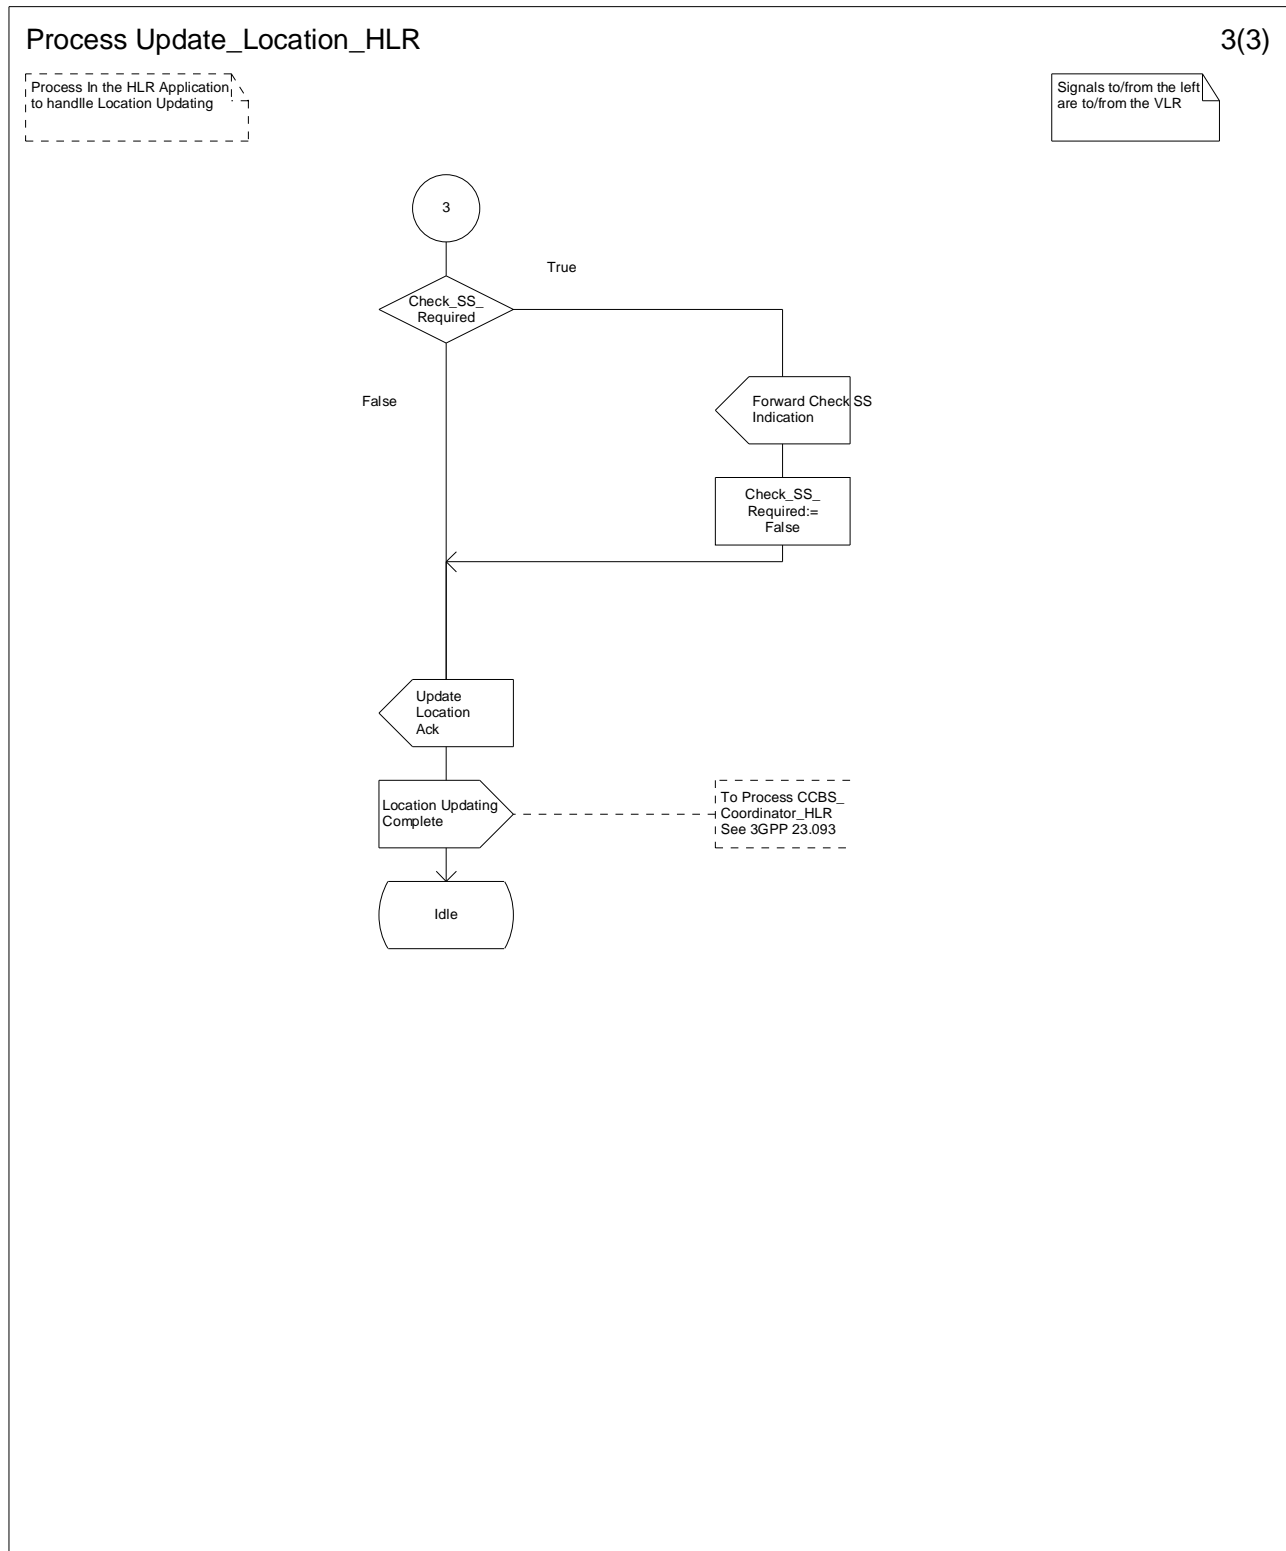 Process Update_Location_HLR
3(3)
Process In the HLR Application
to handlle Location Updating
Signals to/from the left
are to/from the VLR
3
True
Check_SS_
Required
False
Forward Check SS
Indication
Check_SS_
Required:=
False
Update
Location
Ack
Location Updating
Complete
To Process CCBS_
Coordinator_HLR
See 3GPP 23.093
Idle